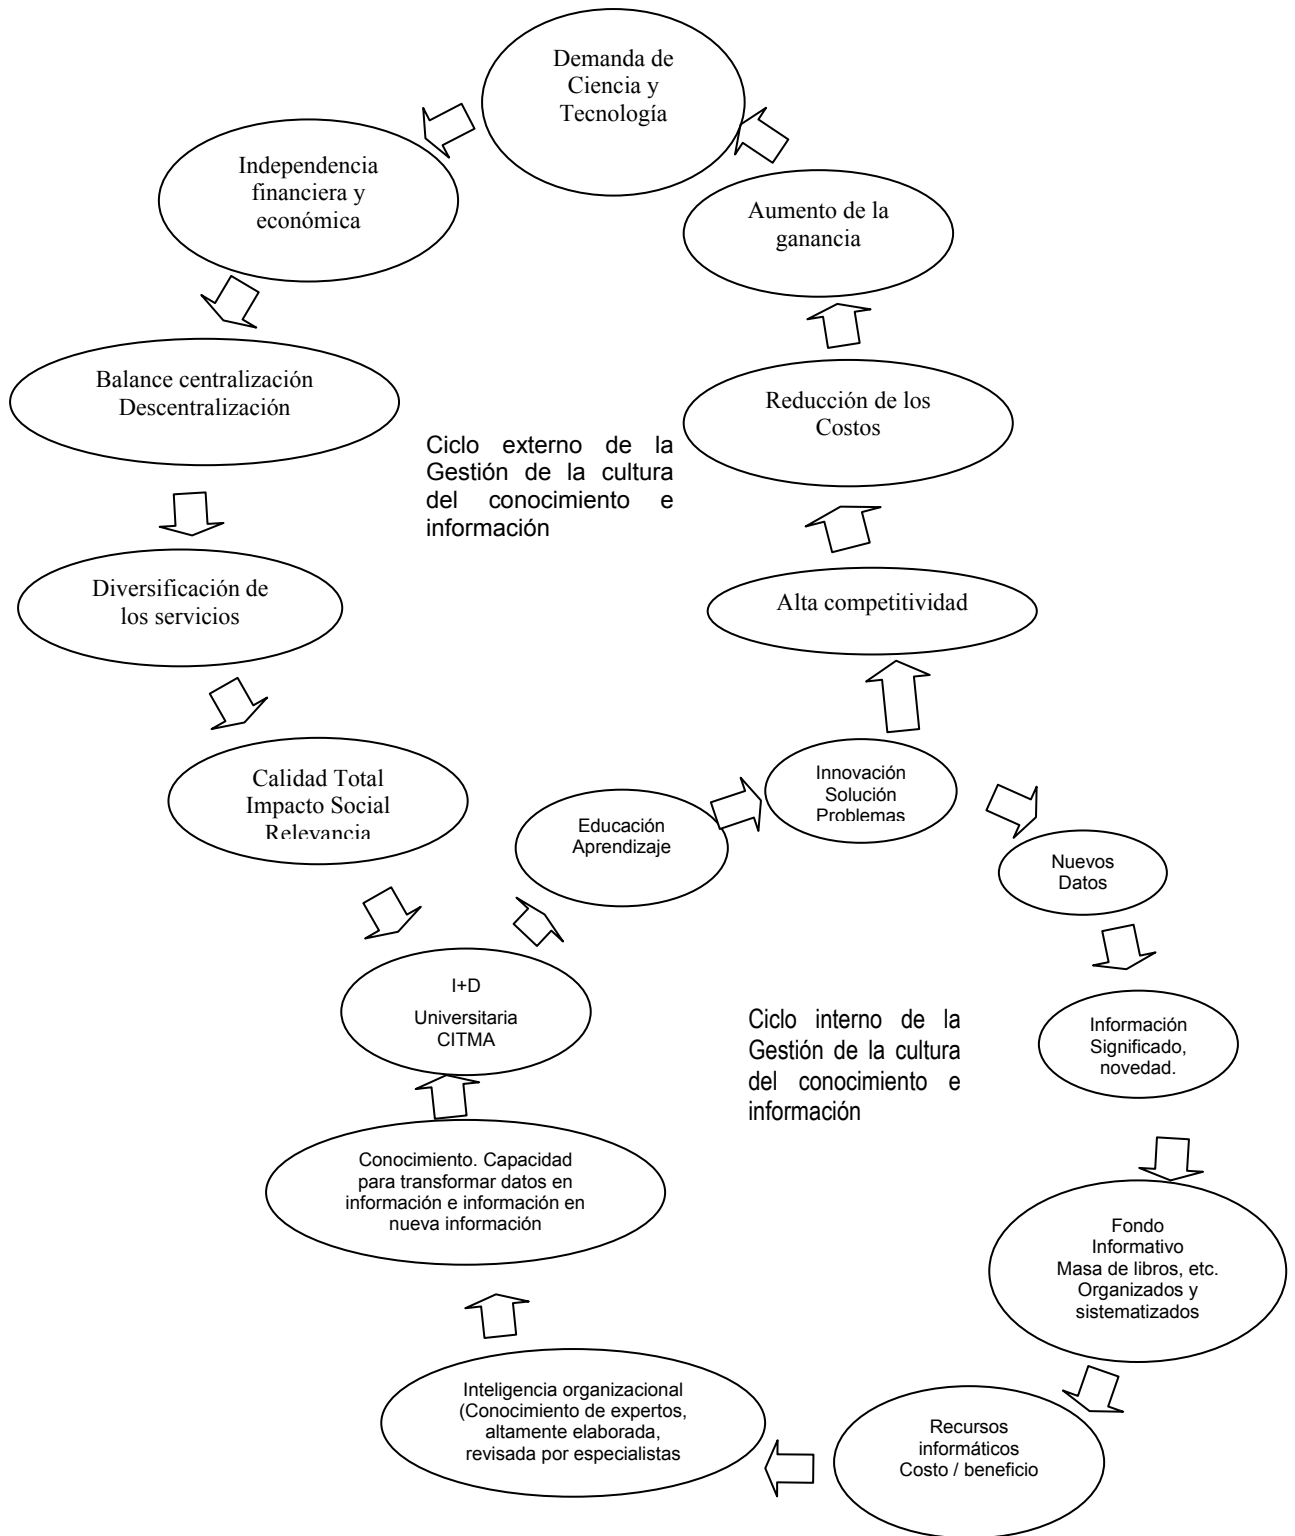 Demanda de
Ciencia y
Tecnología
Independencia
financiera y
económica
Aumento de la
ganancia
Balance centralización
Descentralización
Reducción de los
Costos
Ciclo externo de la
Gestión de la cultura
del conocimiento e
información
Diversificación de
los servicios
Alta competitividad
Calidad Total
Impacto Social
Relevancia
Innovación
Solución
Problemas
Educación
Aprendizaje
Nuevos
Datos
I+D
Universitaria
CITMA
Ciclo interno de la
Gestión de la cultura
del conocimiento e
información
Información
Significado,
novedad.
Conocimiento. Capacidad
para transformar datos en
información e información en
nueva información
Fondo
Informativo
Masa de libros, etc.
Organizados y
sistematizados
Inteligencia organizacional
(Conocimiento de expertos,
altamente elaborada,
revisada por especialistas
Recursos
informáticos
Costo / beneficio